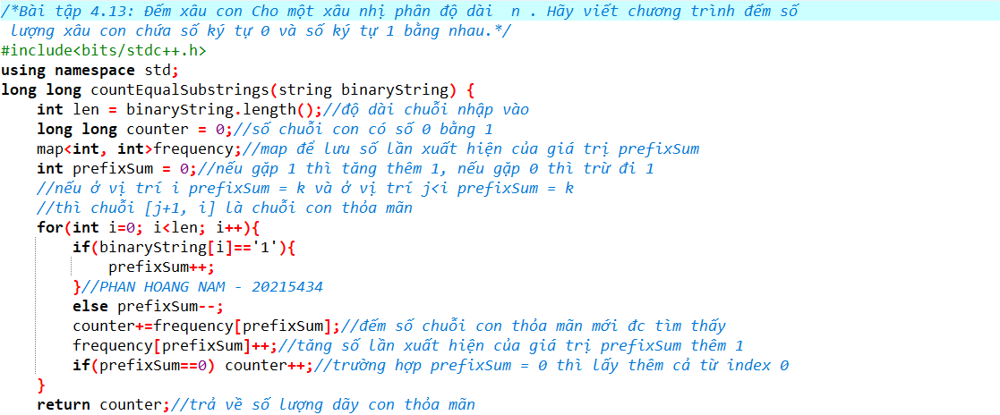 /*Bài tập 4.13: Đếm xâu con Cho một xâu nhị phân độ dài  n . Hãy viết chương trình đếm số
 lượng xâu con chứa số ký tự 0 và số ký tự 1 bằng nhau.*/
#include<bits/stdc++.h>
using namespace std;
long long countEqualSubstrings(string binaryString) {
    int len = binaryString.length();//độ dài chuỗi nhập vào
    long long counter = 0;//số chuỗi con có số 0 bằng 1
    map<int, int>frequency;//map để lưu số lần xuất hiện của giá trị prefixSum
    int prefixSum = 0;//nếu gặp 1 thì tăng thêm 1, nếu gặp 0 thì trừ đi 1
    //nếu ở vị trí i prefixSum = k và ở vị trí j<i prefixSum = k
    //thì chuỗi [j+1, i] là chuỗi con thỏa mãn
    for(int i=0; i<len; i++){
        if(binaryString[i]=='1'){
            prefixSum++;
        }//PHAN HOANG NAM - 20215434
        else prefixSum--;
        counter+=frequency[prefixSum];//đếm số chuỗi con thỏa mãn mới đc tìm thấy
        frequency[prefixSum]++;//tăng số lần xuất hiện của giá trị prefixSum thêm 1
        if(prefixSum==0) counter++;//trường hợp prefixSum = 0 thì lấy thêm cả từ index 0
    }
    return counter;//trả về số lượng dãy con thỏa mãn